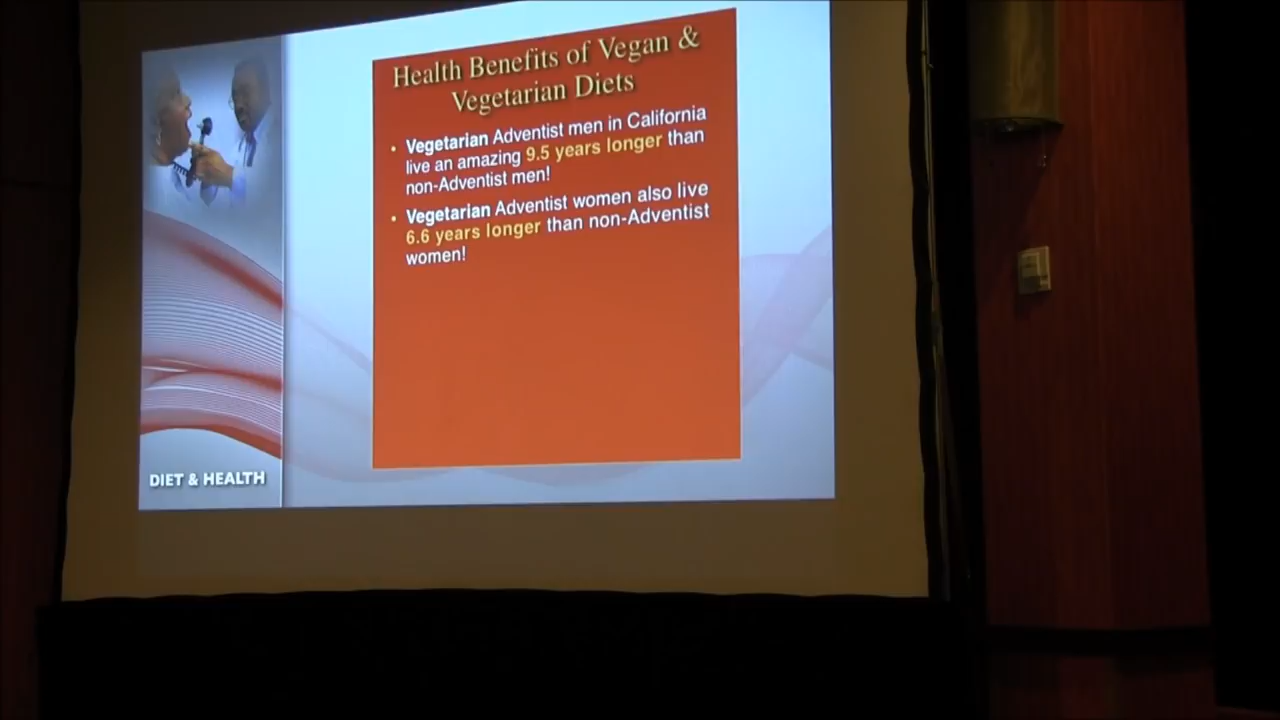 Health Benefits of Vegan &
Vegetarian Diets
• Vegetarian Adventist men in California
live an amazing 9.5 years longer than
non-Adventist men!
• Vegetarian Adventist women also live
6.6 years longer than non-Adventist
women!
DIET & HEALTH